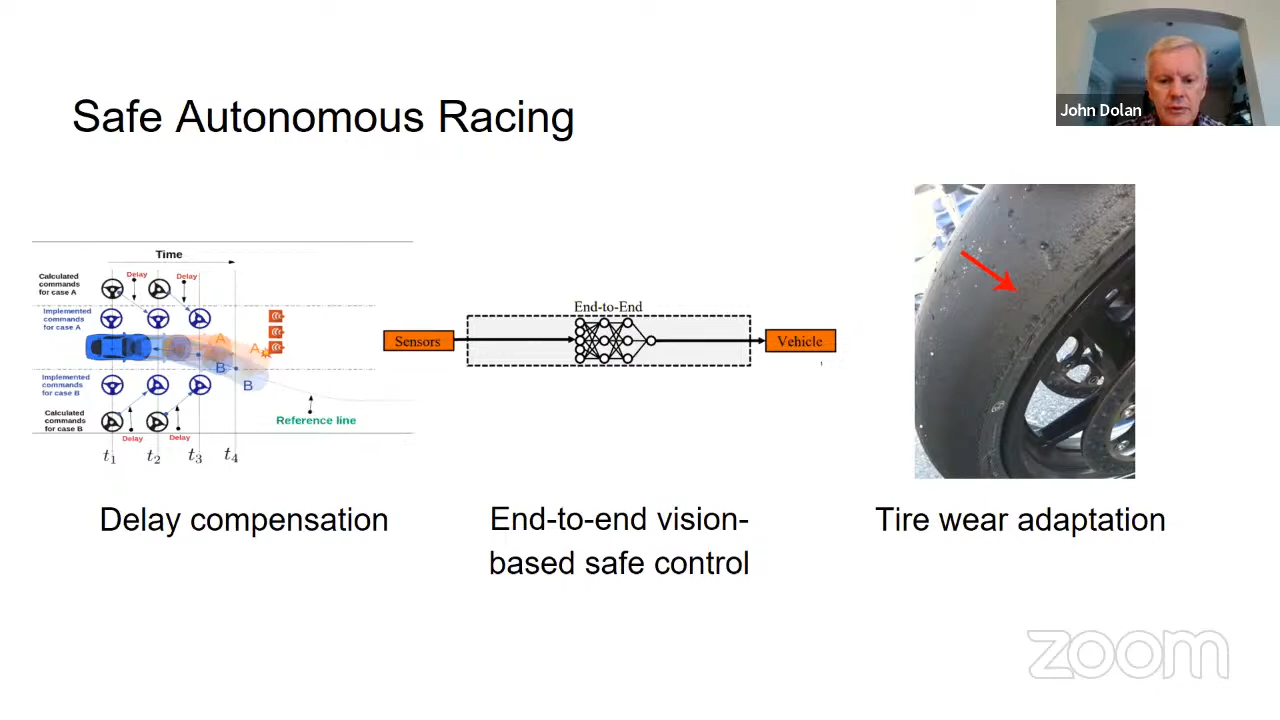 John Dolan
Safe Autonomous Racing
Time
Calculated
commands
for case A
Delay
Delay
Implemented
commands
for case A
A
A
B
B
Implemented
commands
for case B
Calculated
commands
for case B
Delay
Delay
Reference line
t1
t2
t3
t4
End-to-End
Sensors
Vehicle
Delay compensation
End-to-end vision-
based safe control
Tire wear adaptation
zoom